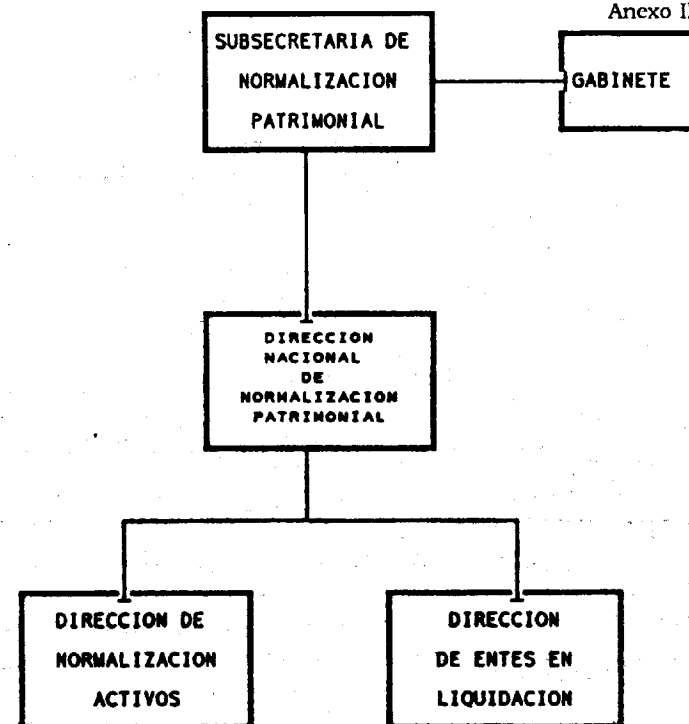 Anexo I
SUBSECRETARIA DE
NORMALIZACION
PATRIMONIAL
GABINETE
DIRECCION
NACIONAL
DE
NORMALIZACION
PATRIMONIAL
DIRECCION DE
NORMALIZACION
ACTIVOS
DIRECCION
DE ENTES EN
LIQUIDACION